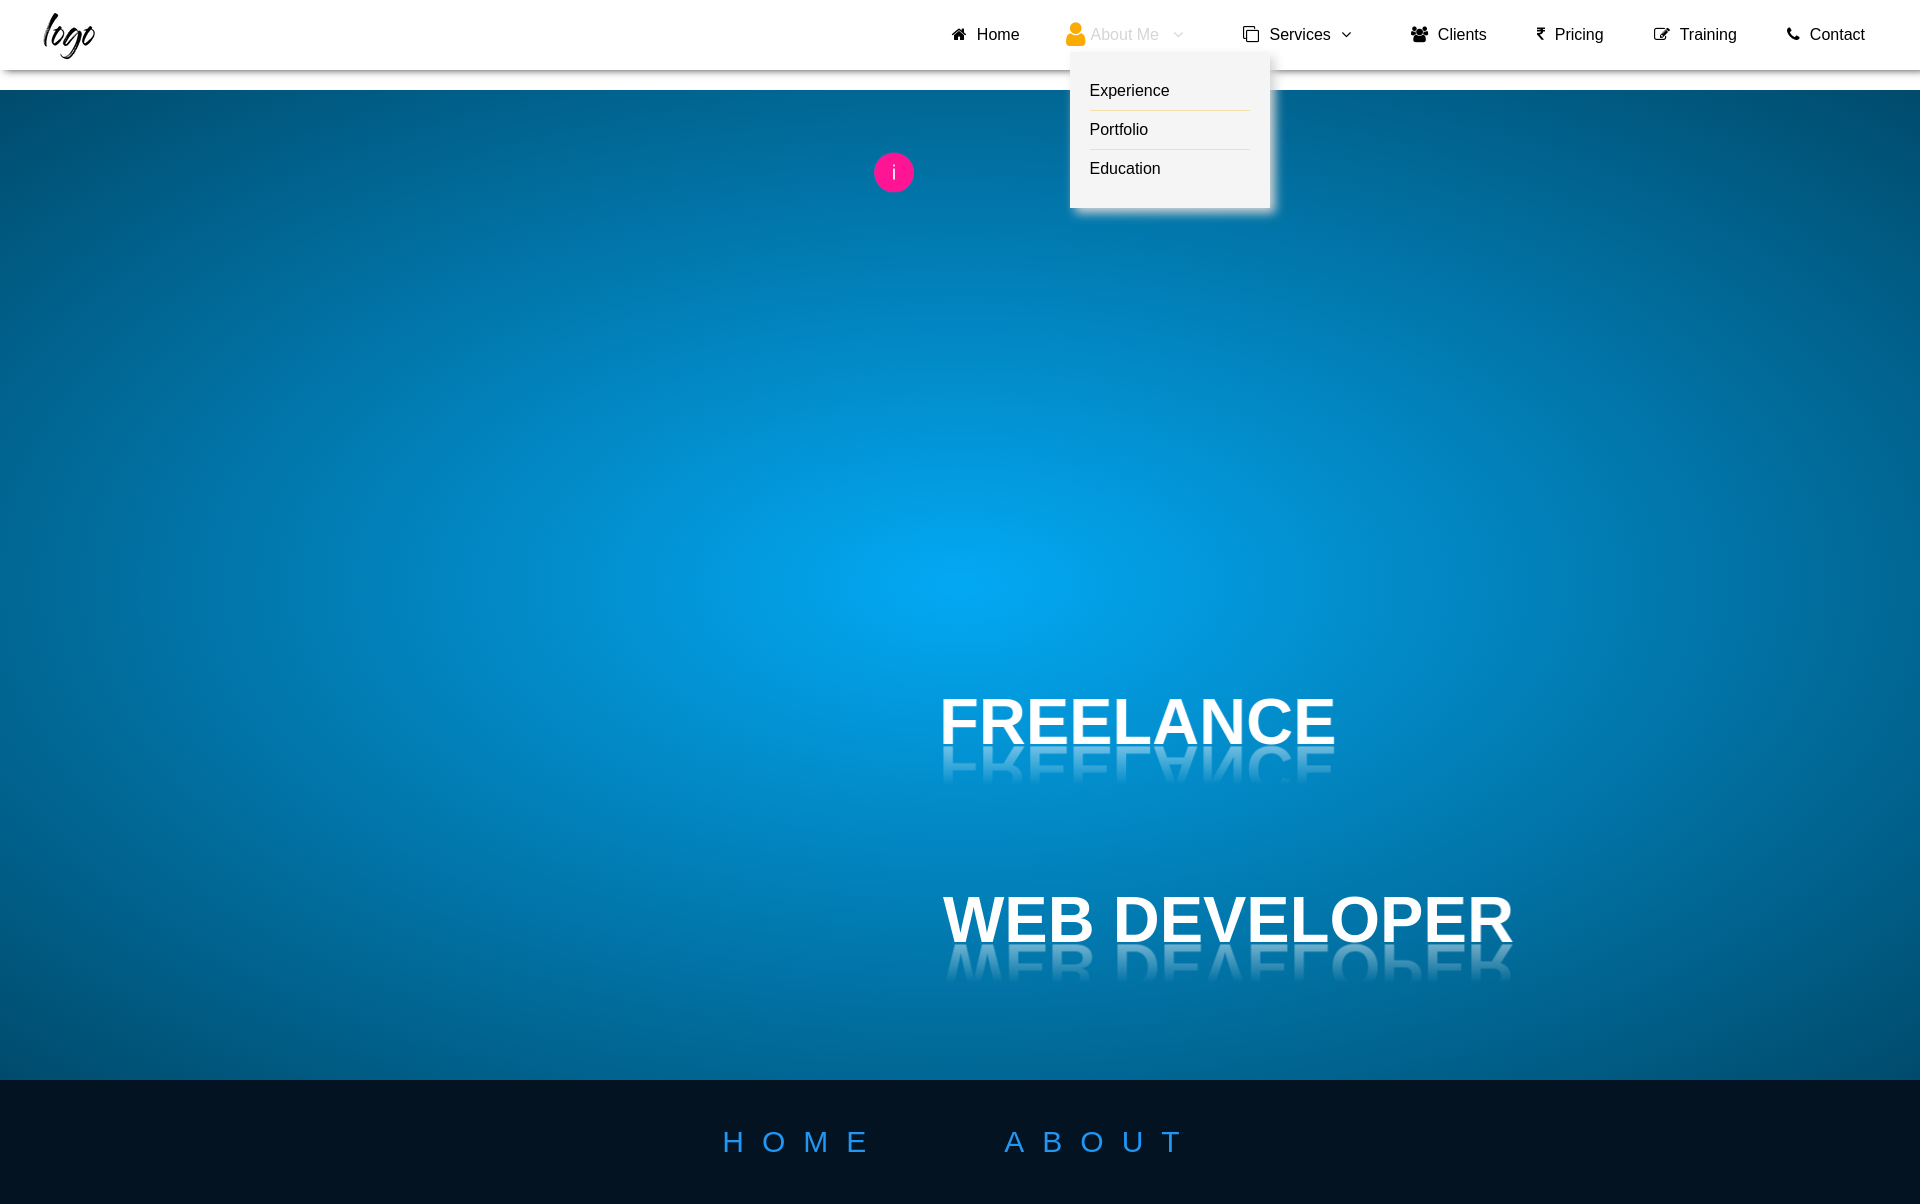 logo
Home
About Me
Services
Clients
Pricing
Training
Contact
Experience
Portfolio
Education
i
FREELANCE
WEB DEVELOPER
HOME
ABOUT